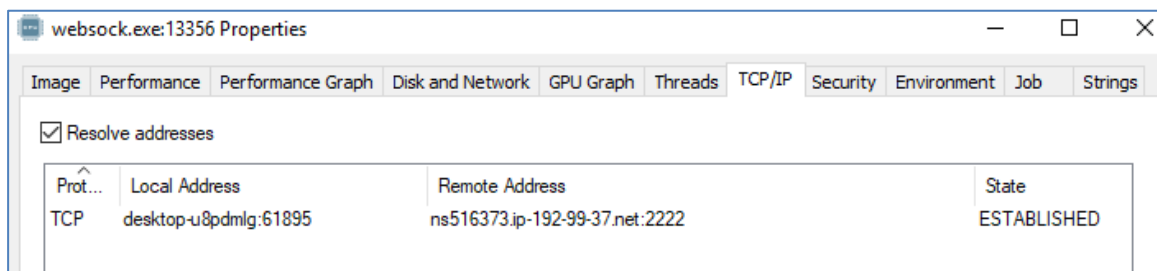 websock.exe:13356 Properties
Image Performance Performance Graph Disk and Network GPU Graph Threads TCP/IP Security Environment Job Strings
Resolve addresses
Prot... Local Address Remote Address State
TCP desktop-u8pdmlg:61895 ns516373.ip-192-99-37.net:2222 ESTABLISHED